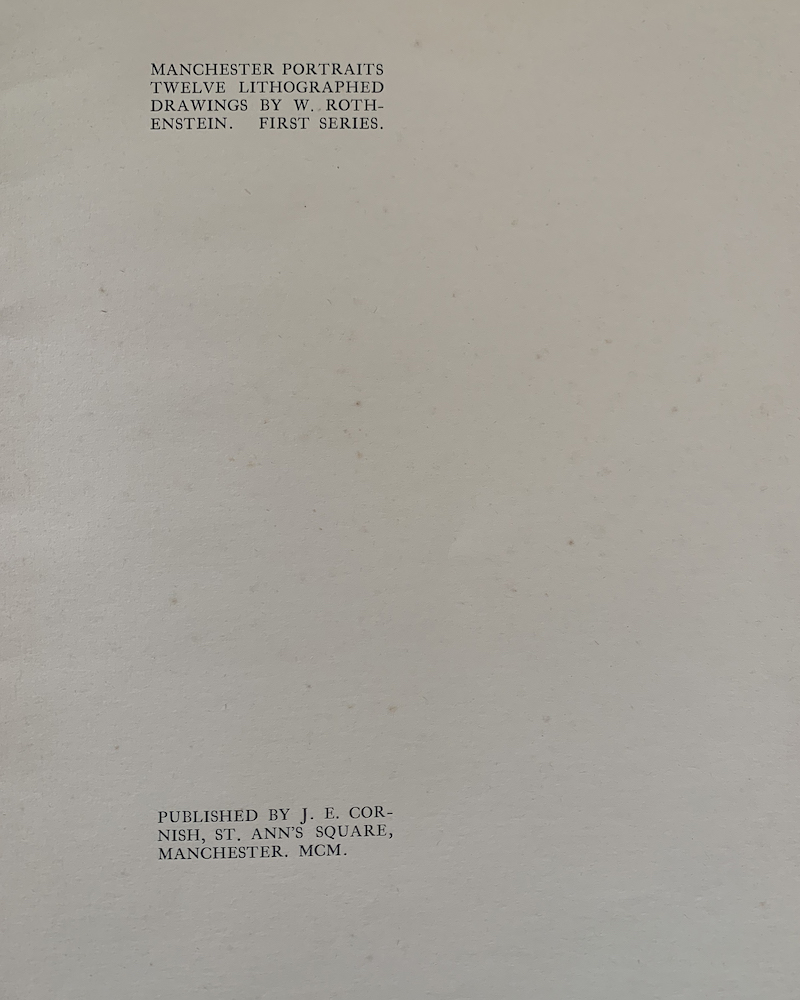 MANCHESTER PORTRAITS
TWELVE LITHOGRAPHED
DRAWINGS BY W. ROTH-
ENSTEIN. FIRST SERIES.
PUBLISHED BY J. E. COR-
NISH, ST. ANN'S SQUARE,
MANCHESTER. MCM.